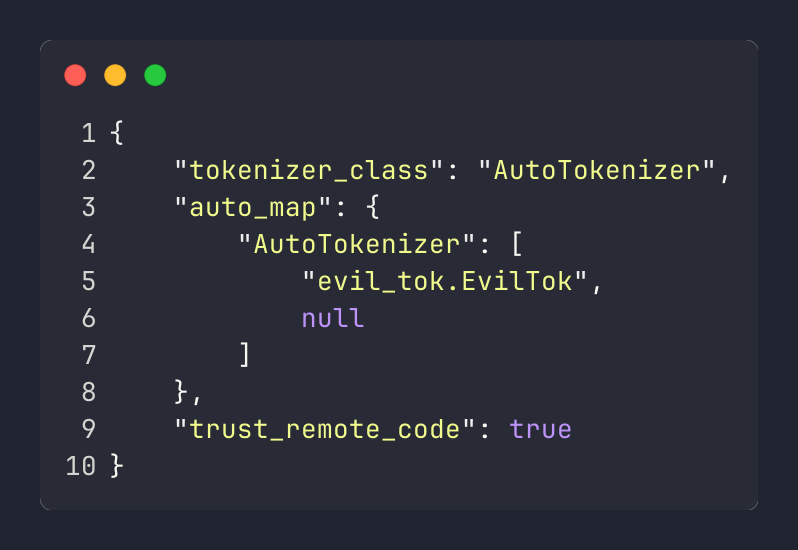 1 {
2     "tokenizer_class": "AutoTokenizer",
3     "auto_map": {
4         "AutoTokenizer": [
5             "evil_tok.EvilTok",
6             null
7         ]
8     },
9     "trust_remote_code": true
10 }